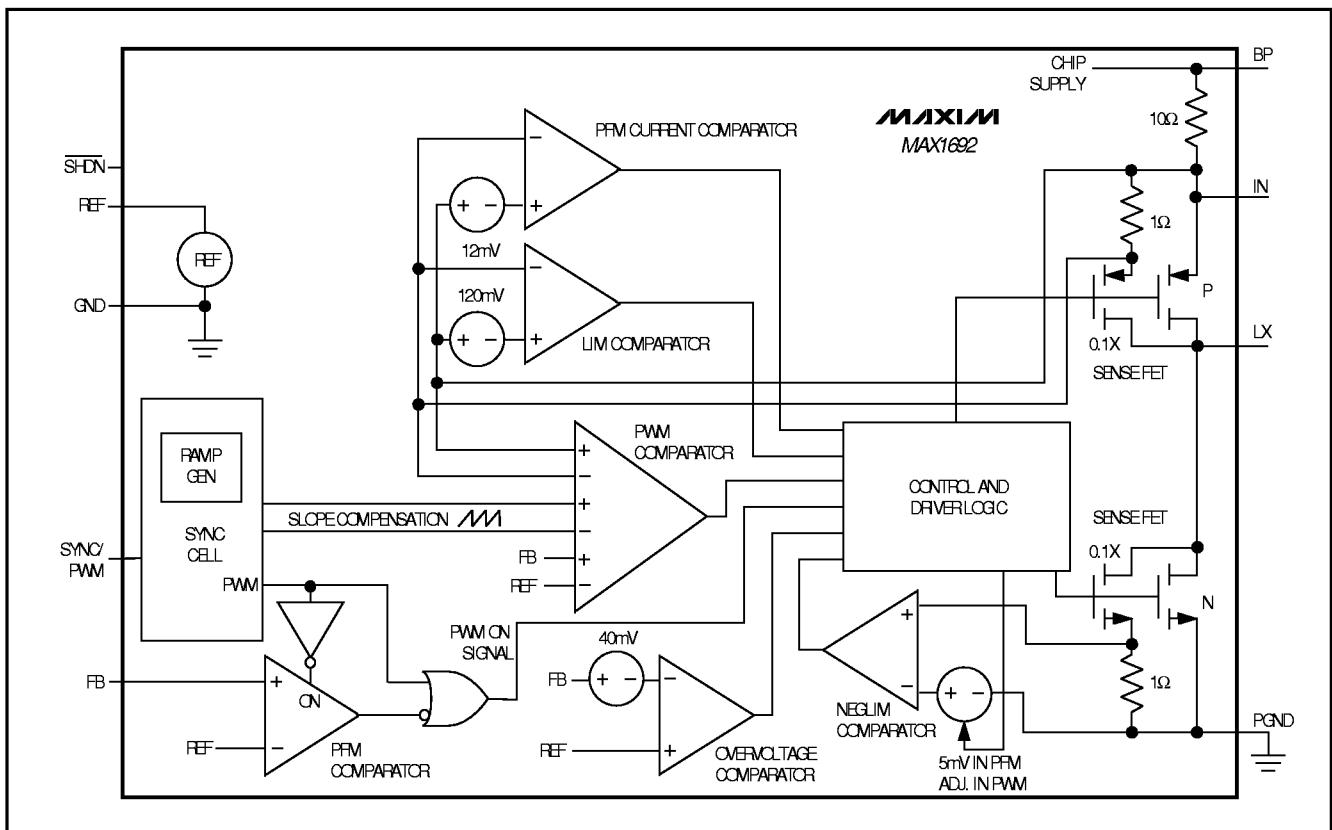 BP
CHIP
SUPPLY
MAXIM
MAX1692
10Ω
PFM CURRENT COMPARATOR
−
SHDN
REF
IN
+ −
+
1Ω
12mV
REF
−
GND
120mV
P
+ −
+
LIM COMPARATOR
LX
0.1X
SENSE FET
PWM
COMPARATOR
RAMP
GEN
+
−
+
CONTROL AND
DRIVER LOGIC
SLOPE COMPENSATION
−
SENSE FET
SYNC
CELL
SYNC/
PWM
FB
+
0.1X
REF
−
PWM
+
N
PWM ON
SIGNAL
40mV
FB
+
ON
FB
+ −
−
−
+ −
1Ω
NEGLIM
COMPARATOR
PGND
REF
−
PFM
COMPARATOR
REF
+
OVERVOLTAGE
COMPARATOR
5mV IN PFM
ADJ. IN PWM